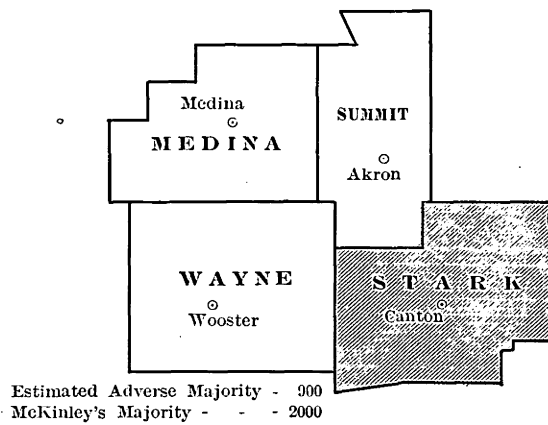 Medina
SUMMIT
MEDINA
Akron
WAYNE
STARK
Wooster
Canton
Estimated Adverse Majority - 900
McKinley's Majority - - - 2000